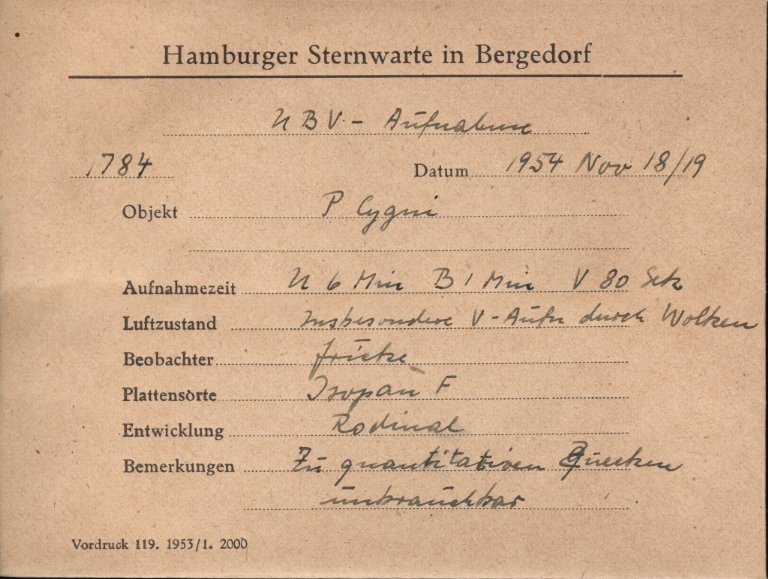 Hamburger Sternwarte in Bergedorf
UBV - Aufnahme
1784 Datum 1954 Nov 18/19
Objekt P Cygni
Aufnahmezeit U 6 Min B 1 Min V 80 Sek
Luftzustand Insbesondere V-Aufn durch Wolken
Beobachter Fricke
Plattensorte Isopan F
Entwicklung Rodinal
Bemerkungen Zu quantitativen Zwecken
unbrauchbar
Vordruck 119. 1953/1. 2000